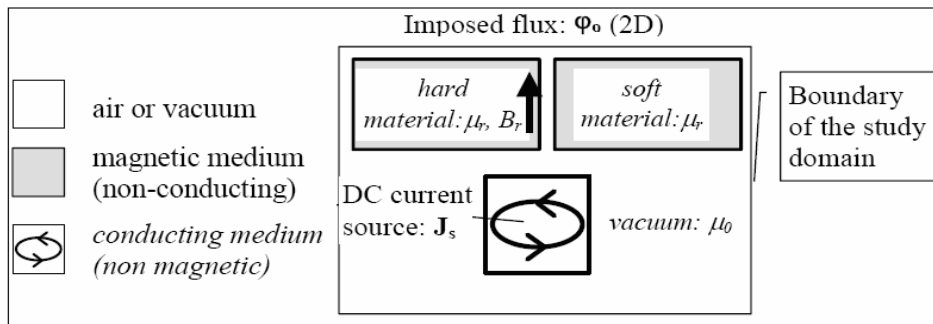 Imposed flux: φₒ (2D)
air or vacuum
magnetic medium
(non-conducting)
conducting medium
(non magnetic)
hard
material: μᵣ, Bᵣ
soft
material: μᵣ
DC current
source: Jₛ
vacuum: μ₀
Boundary
of the study
domain